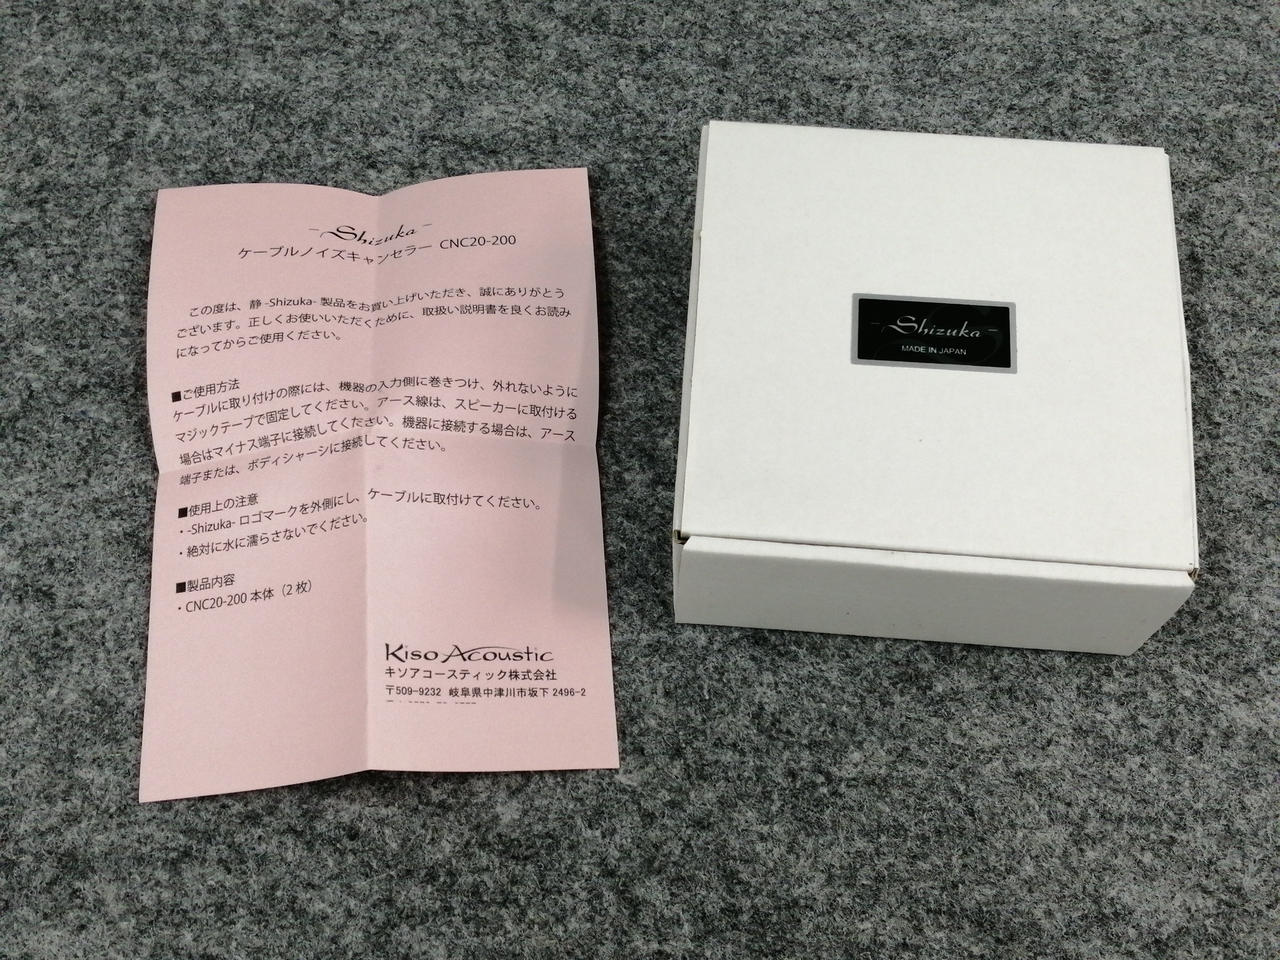 -Shizuka-
ケーブルノイズキャンセラー CNC20-200
この度は、静 -Shizuka- 製品をお買い上げいただき、誠にありがとう
ございます。正しくお使いいただくために、取扱い説明書を良くお読み
になってからご使用ください。
■ご使用方法
ケーブルに取り付けの際には、機器の入力側に巻きつけ、外れないように
マジックテープで固定してください。アース線は、スピーカーに取付ける
場合はマイナス端子に接続してください。機器に接続する場合は、アース
端子または、ボディシャーシに接続してください。
■使用上の注意
・-Shizuka- ロゴマークを外側にし、ケーブルに取付けてください。
・絶対に水に濡らさないでください。
■製品内容
・CNC20-200 本体（2 枚）
Kiso Acoustic
キソアコースティック株式会社
〒509-9232 岐阜県中津川市坂下 2496-2
-Shizuka-
MADE IN JAPAN